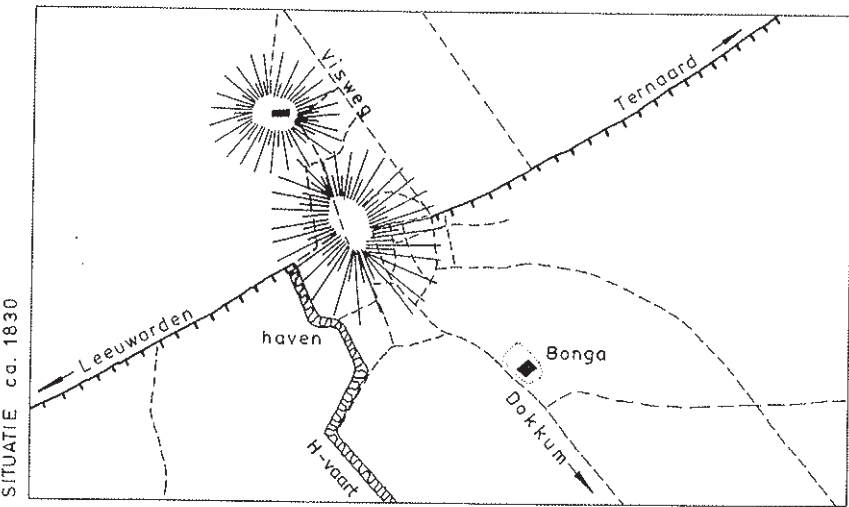 SITUATIE ca. 1830
Visweg
Ternaard
Leeuwarden
haven
Bonga
Dokkum
H-vaart